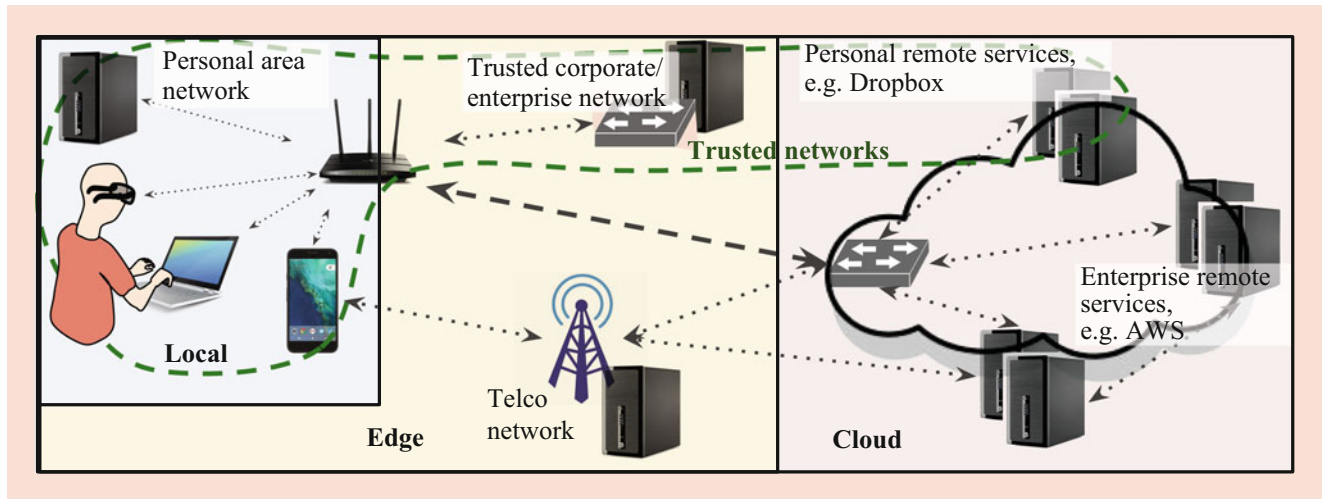 Personal area
network
Trusted corporate/
enterprise network
Personal remote services,
e.g. Dropbox
Trusted networks
Enterprise remote
services,
e.g. AWS
Local
Telco
network
Edge
Cloud